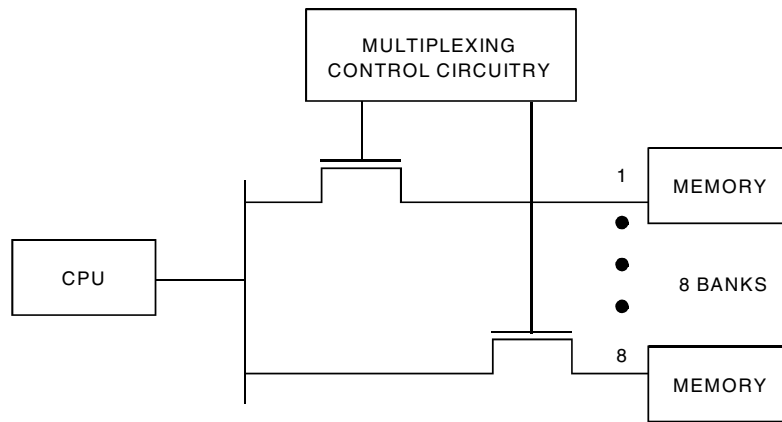 MULTIPLEXING
CONTROL CIRCUITRY
1
MEMORY
CPU
8 BANKS
8
MEMORY